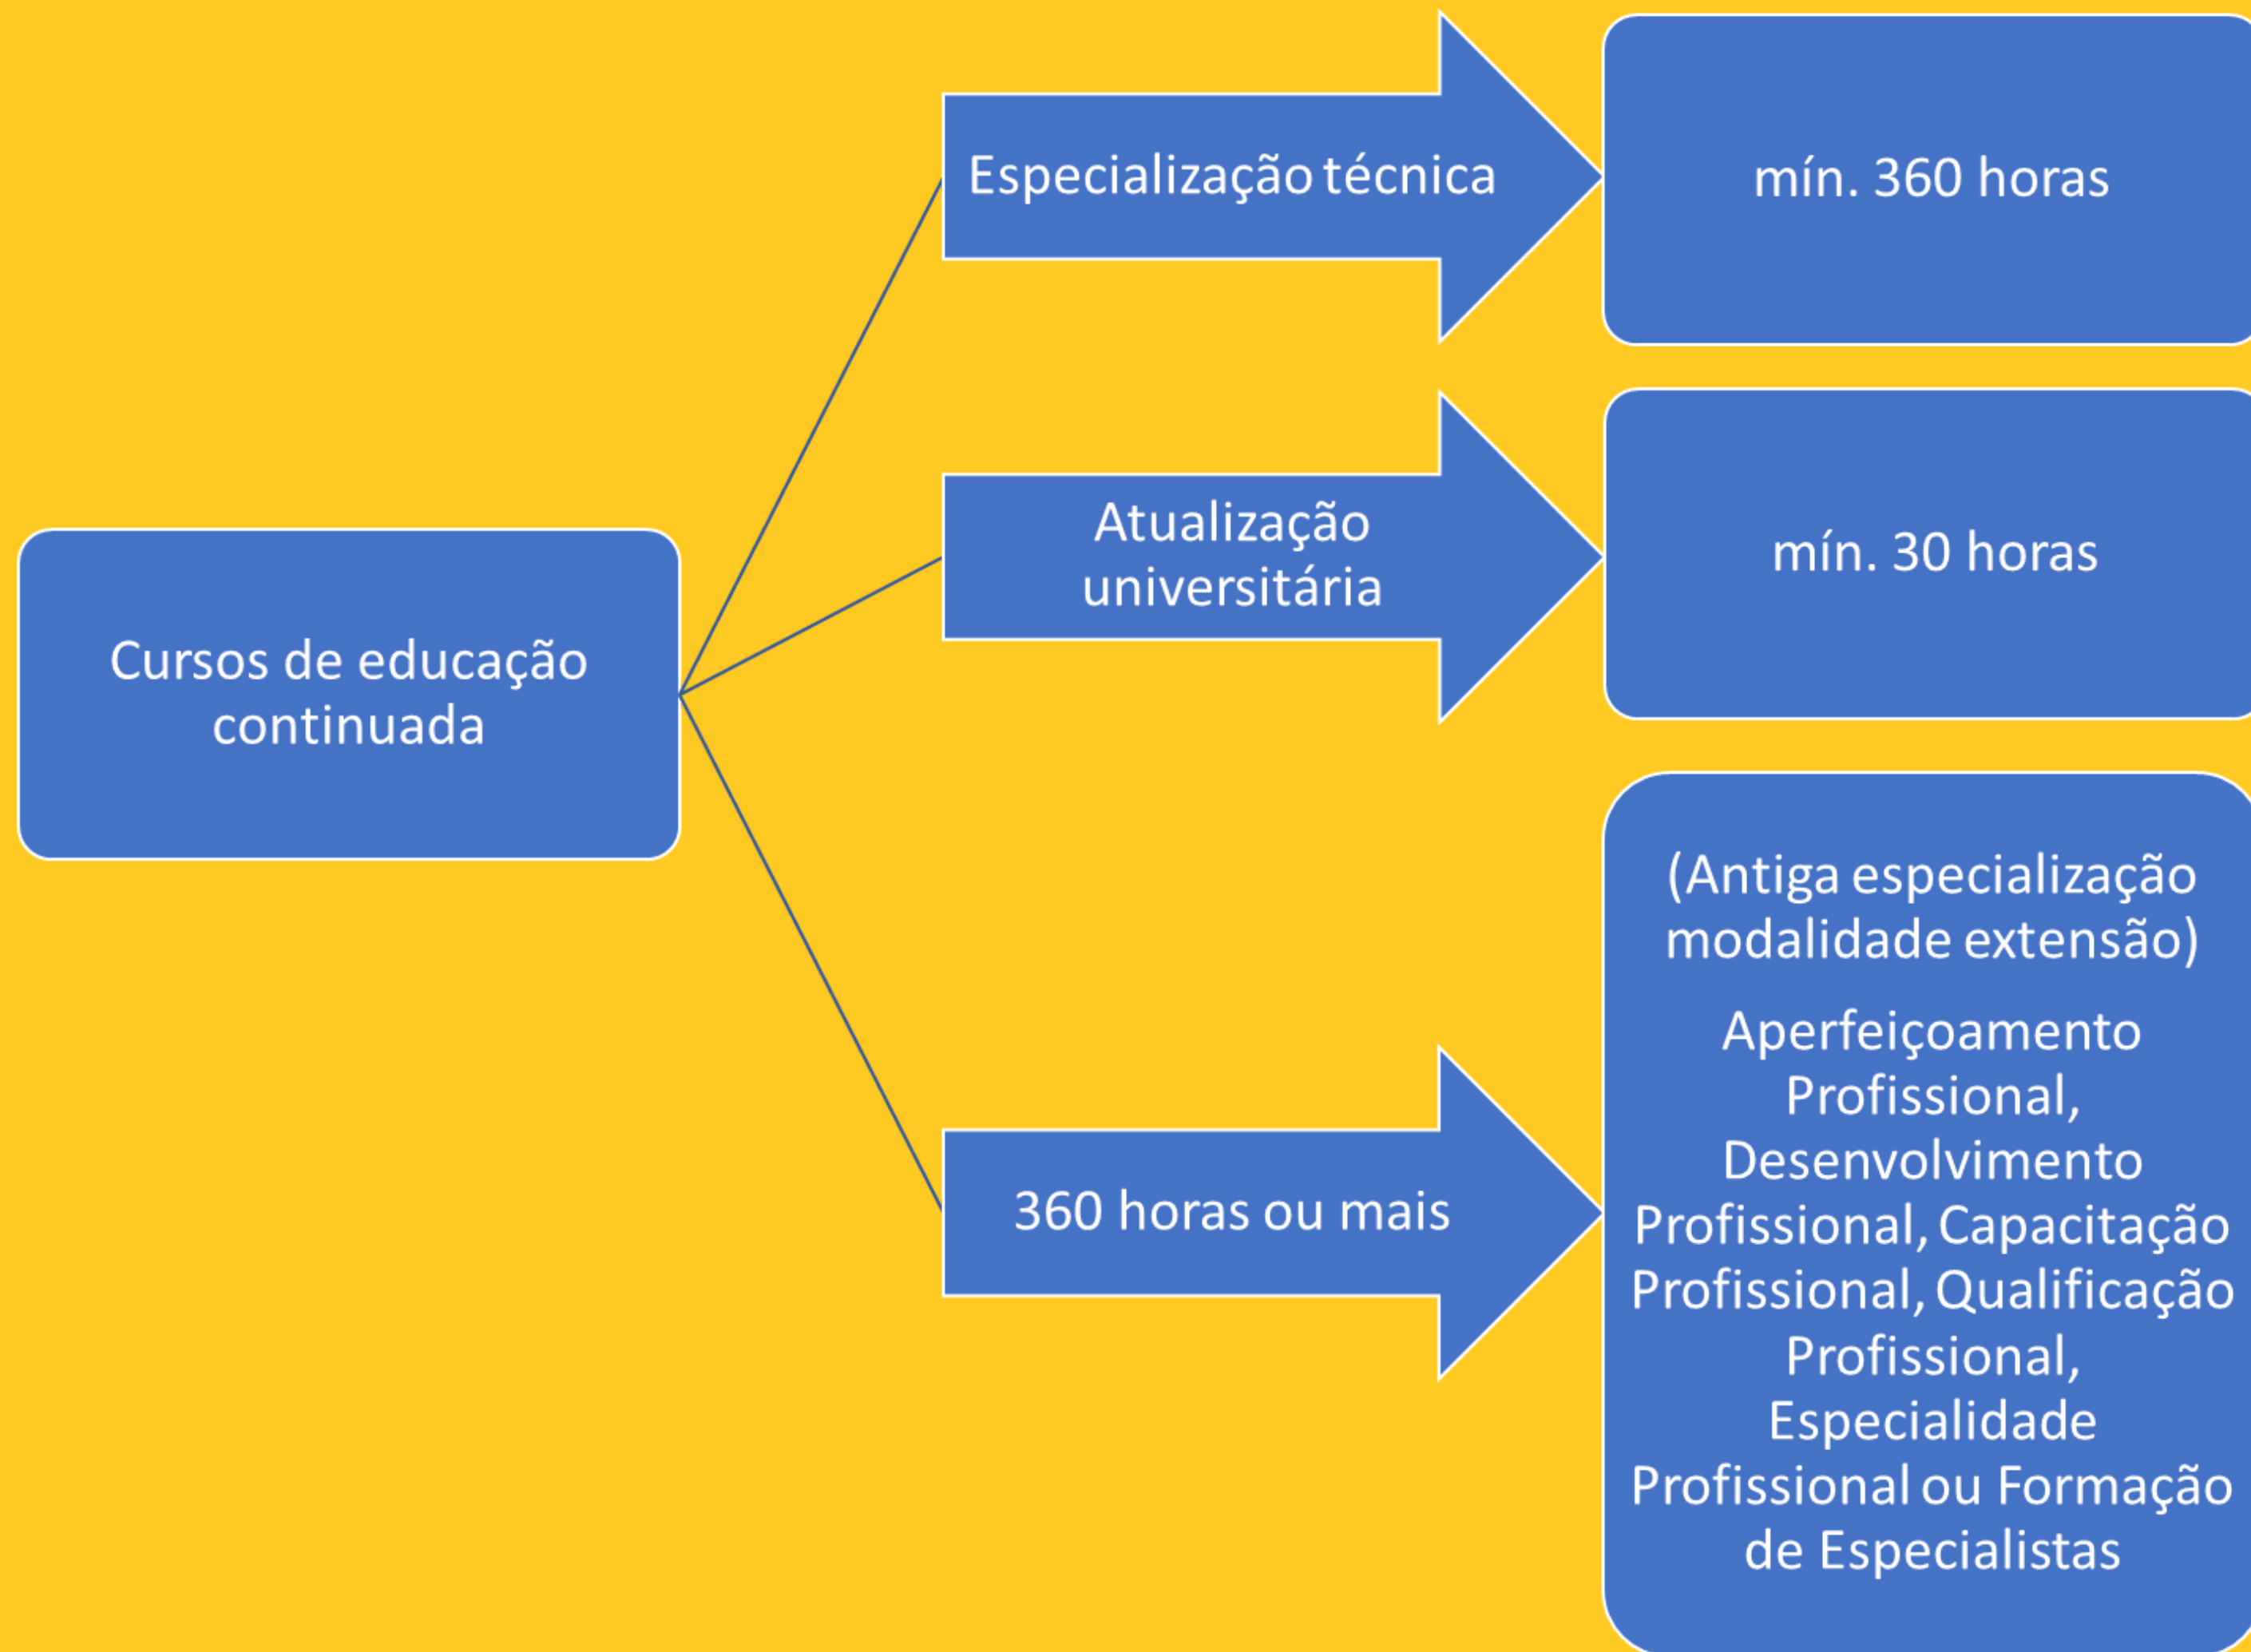 Especialização técnica
mín. 360 horas
Atualização
universitária
mín. 30 horas
Cursos de educação
continuada
360 horas ou mais
(Antiga especialização
modalidade extensão)
Aperfeiçoamento
Profissional,
Desenvolvimento
Profissional, Capacitação
Profissional, Qualificação
Profissional,
Especialidade
Profissional ou Formação
de Especialistas